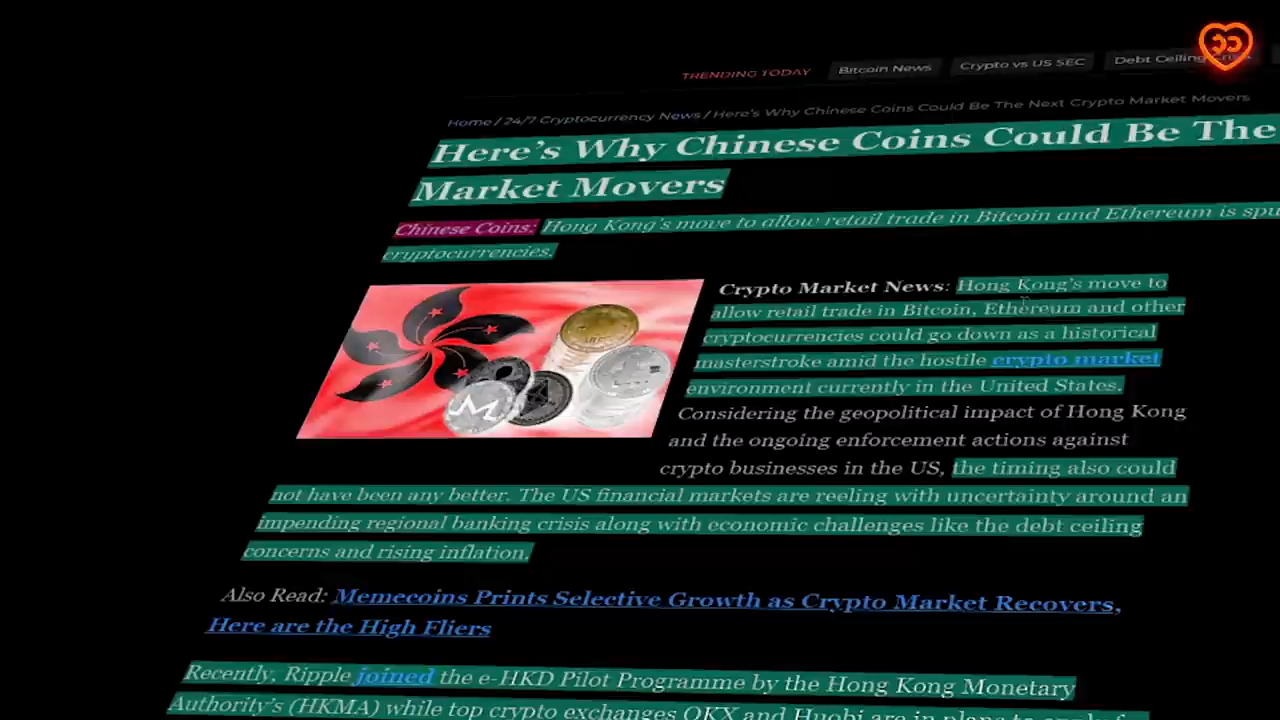 TRENDING TODAY Bitcoin News Crypto vs US SEC Debt Ceiling
Home / 24/7 Cryptocurrency News / Here's Why Chinese Coins Could Be The Next Crypto Market Movers
Here's Why Chinese Coins Could Be The
Market Movers
Chinese Coins: Hong Kong's move to allow retail trade in Bitcoin and Ethereum is
cryptocurrencies.
Crypto Market News: Hong Kong's move to
allow retail trade in Bitcoin, Ethereum and other
cryptocurrencies could go down as a historical
masterstroke amid the hostile crypto market
environment currently in the United States.
Considering the geopolitical impact of Hong Kong
and the ongoing enforcement actions against
crypto businesses in the US, the timing also could
not have been any better. The US financial markets are reeling with uncertainty around an
impending regional banking crisis along with economic challenges like the debt ceiling
concerns and rising inflation.
Also Read: Memecoins Prints Selective Growth as Crypto Market Recovers,
Here are the High Fliers
Recently, Ripple joined the e-HKD Pilot Programme by the Hong Kong Monetary
Authority's (HKMA) while top crypto exchanges OKX and Huobi are in plans to